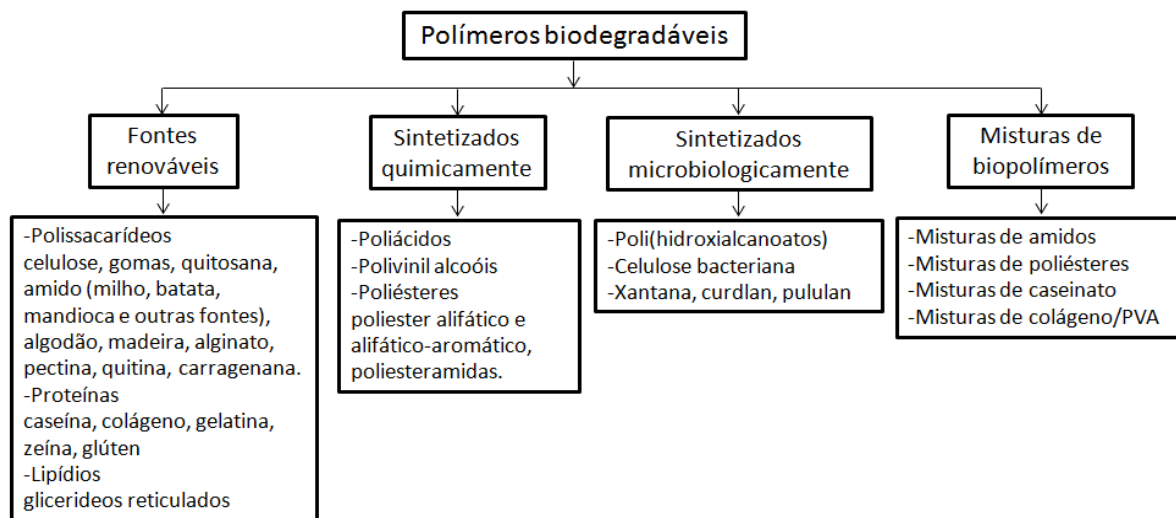 Polímeros biodegradáveis
Fontes
renováveis
-Polissacarídeos
celulose, gomas, quitosana,
amido (milho, batata,
mandioca e outras fontes),
algodão, madeira, alginato,
pectina, quitina, carragenana.
-Proteínas
caseína, colágeno, gelatina,
zeína, glúten
-Lipídios
glicerideos reticulados
Sintetizados
quimicamente
-Poliácidos
-Polivinil alcoóis
-Poliésteres
poliester alifático e
alifático-aromático,
poliesteramidas.
Sintetizados
microbiologicamente
-Poli(hidroxialcanoatos)
-Celulose bacteriana
-Xantana, curdlan, pululan
Misturas de
biopolímeros
-Misturas de amidos
-Misturas de poliésteres
-Misturas de caseinato
-Misturas de colágeno/PVA